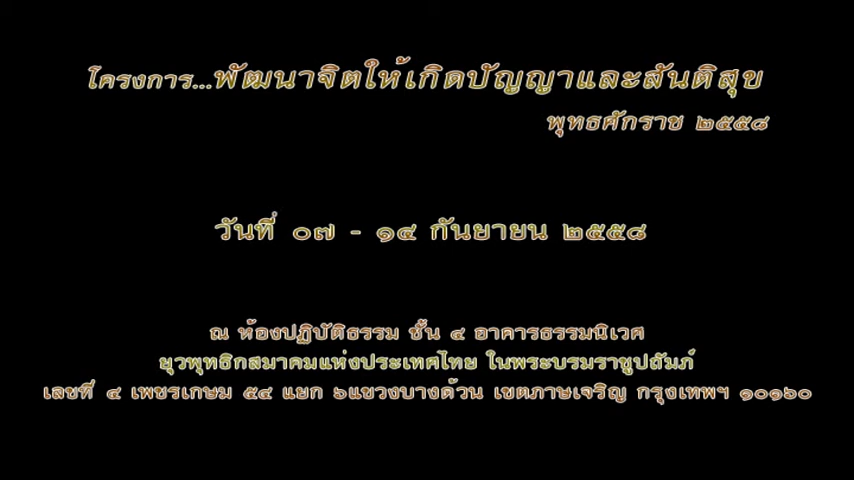 โครงการ...พัฒนาจิตให้เกิดปัญญาและสันติสุข
พุทธศักราช ๒๕๕๘
วันที่ ๐๗ - ๑๔ กันยายน ๒๕๕๘
ณ ห้องปฏิบัติธรรม ชั้น ๔ อาคารธรรมนิเวศ
ยุวพุทธิกสมาคมแห่งประเทศไทย ในพระบรมราชูปถัมภ์
เลขที่ ๔ เพชรเกษม ๕๔ แยก ๖แขวงบางด้วน เขตภาษเจริญ กรุงเทพฯ ๑๐๑๖๐